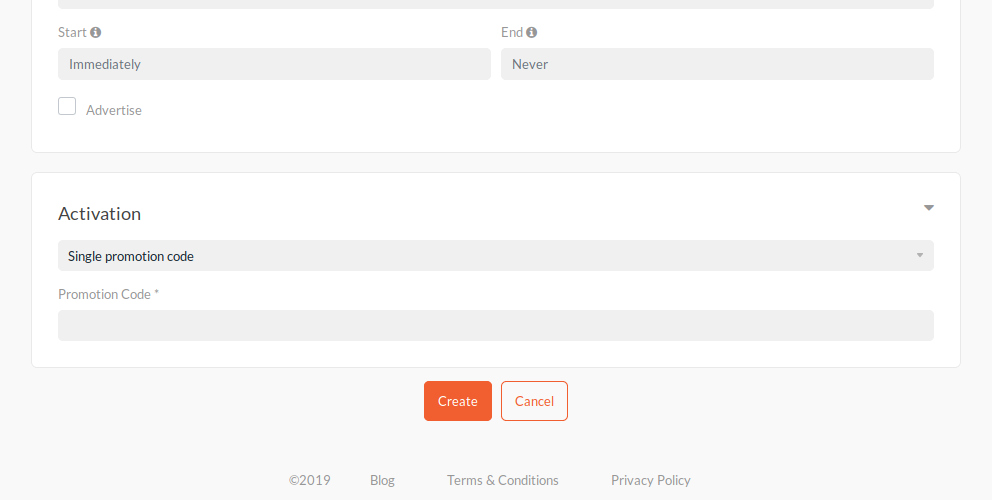 Start
End
Immediately
Never
Advertise
Activation
Single promotion code
Promotion Code *
Create
Cancel
©2019
Blog
Terms & Conditions
Privacy Policy